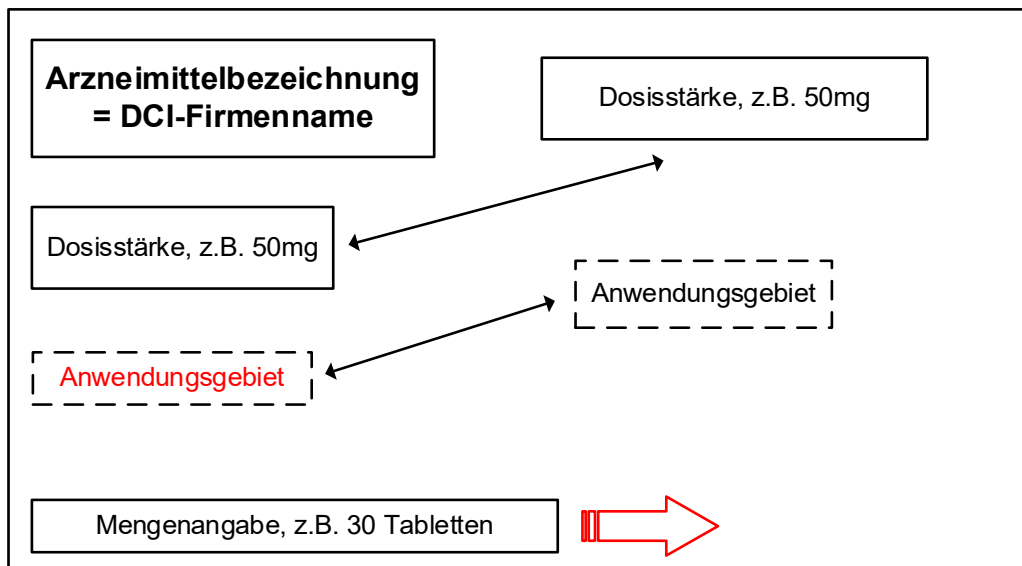 Arzneimittelbezeichnung
= DCI-Firmenname
Dosisstärke, z.B. 50mg
Dosisstärke, z.B. 50mg
Anwendungsgebiet
Anwendungsgebiet
Mengenangabe, z.B. 30 Tabletten